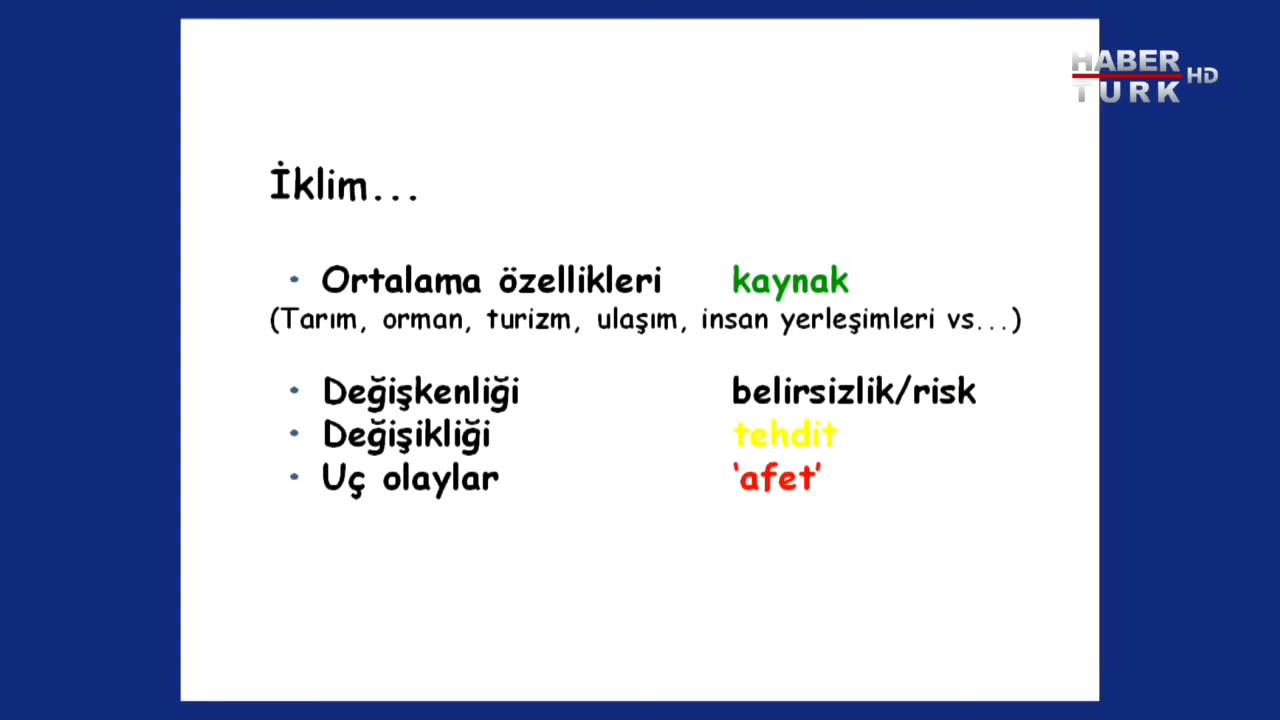 HABER
TURK HD
İklim...
• Ortalama özellikleri kaynak
(Tarım, orman, turizm, ulaşım, insan yerleşimleri vs...)
• Değişkenliği belirsizlik/risk
• Değişikliği tehdit
• Uç olaylar ‘afet’